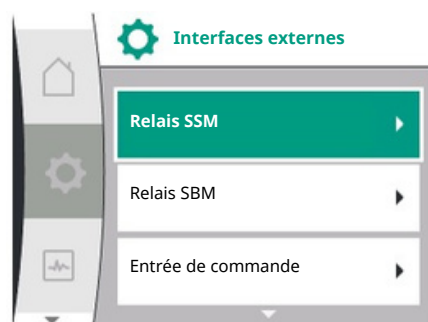 Interfaces externes
Relais SSM
Relais SBM
Entrée de commande